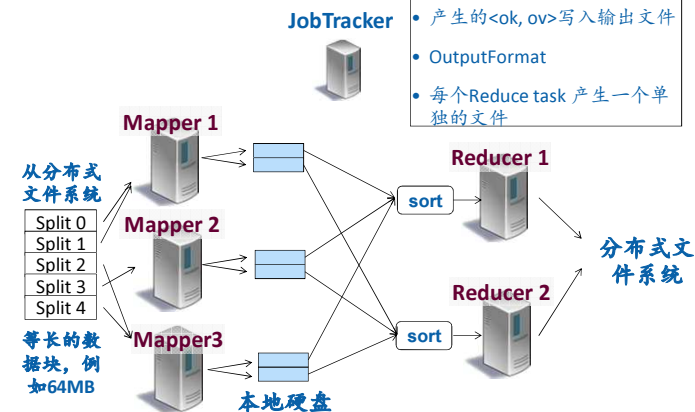 JobTracker
• 产生的<ok, ov>写入输出文件
• OutputFormat
• 每个Reduce task 产生一个单
独的文件
Mapper 1
Reducer 1
从分布式
文件系统
sort
Split 0
Split 1
Split 2
Split 3
Split 4
Mapper 2
分布式文
件系统
Reducer 2
等长的数
据块，例
如64MB
Mapper3
sort
本地硬盘